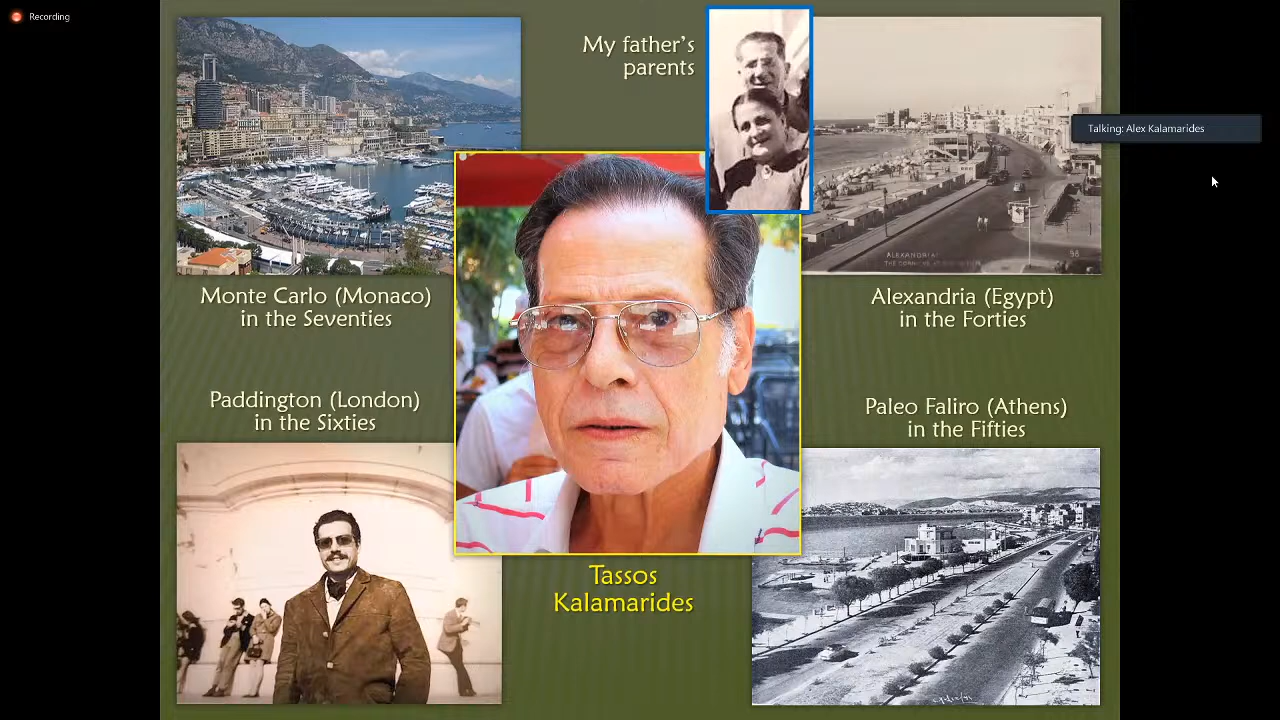 Recording
My father's
parents
Talking: Alex Kalamarides
ALEXANDRIA
98
Monte Carlo (Monaco)
in the Seventies
Alexandria (Egypt)
in the Forties
Paddington (London)
in the Sixties
Paleo Faliro (Athens)
in the Fifties
Tassos
Kalamarides